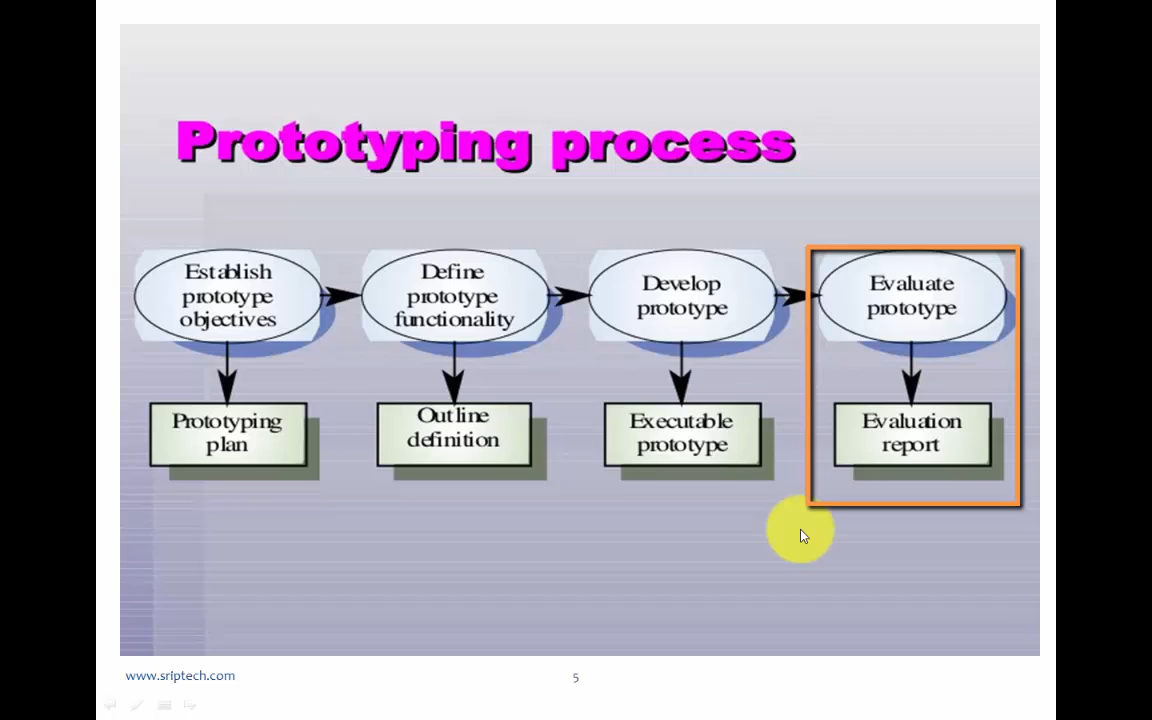 Prototyping process
Establish
prototype
objectives
Define
prototype
functionality
Develop
prototype
Evaluate
prototype
Prototyping
plan
Outline
definition
Executable
prototype
Evaluation
report
www.sriptech.com
5